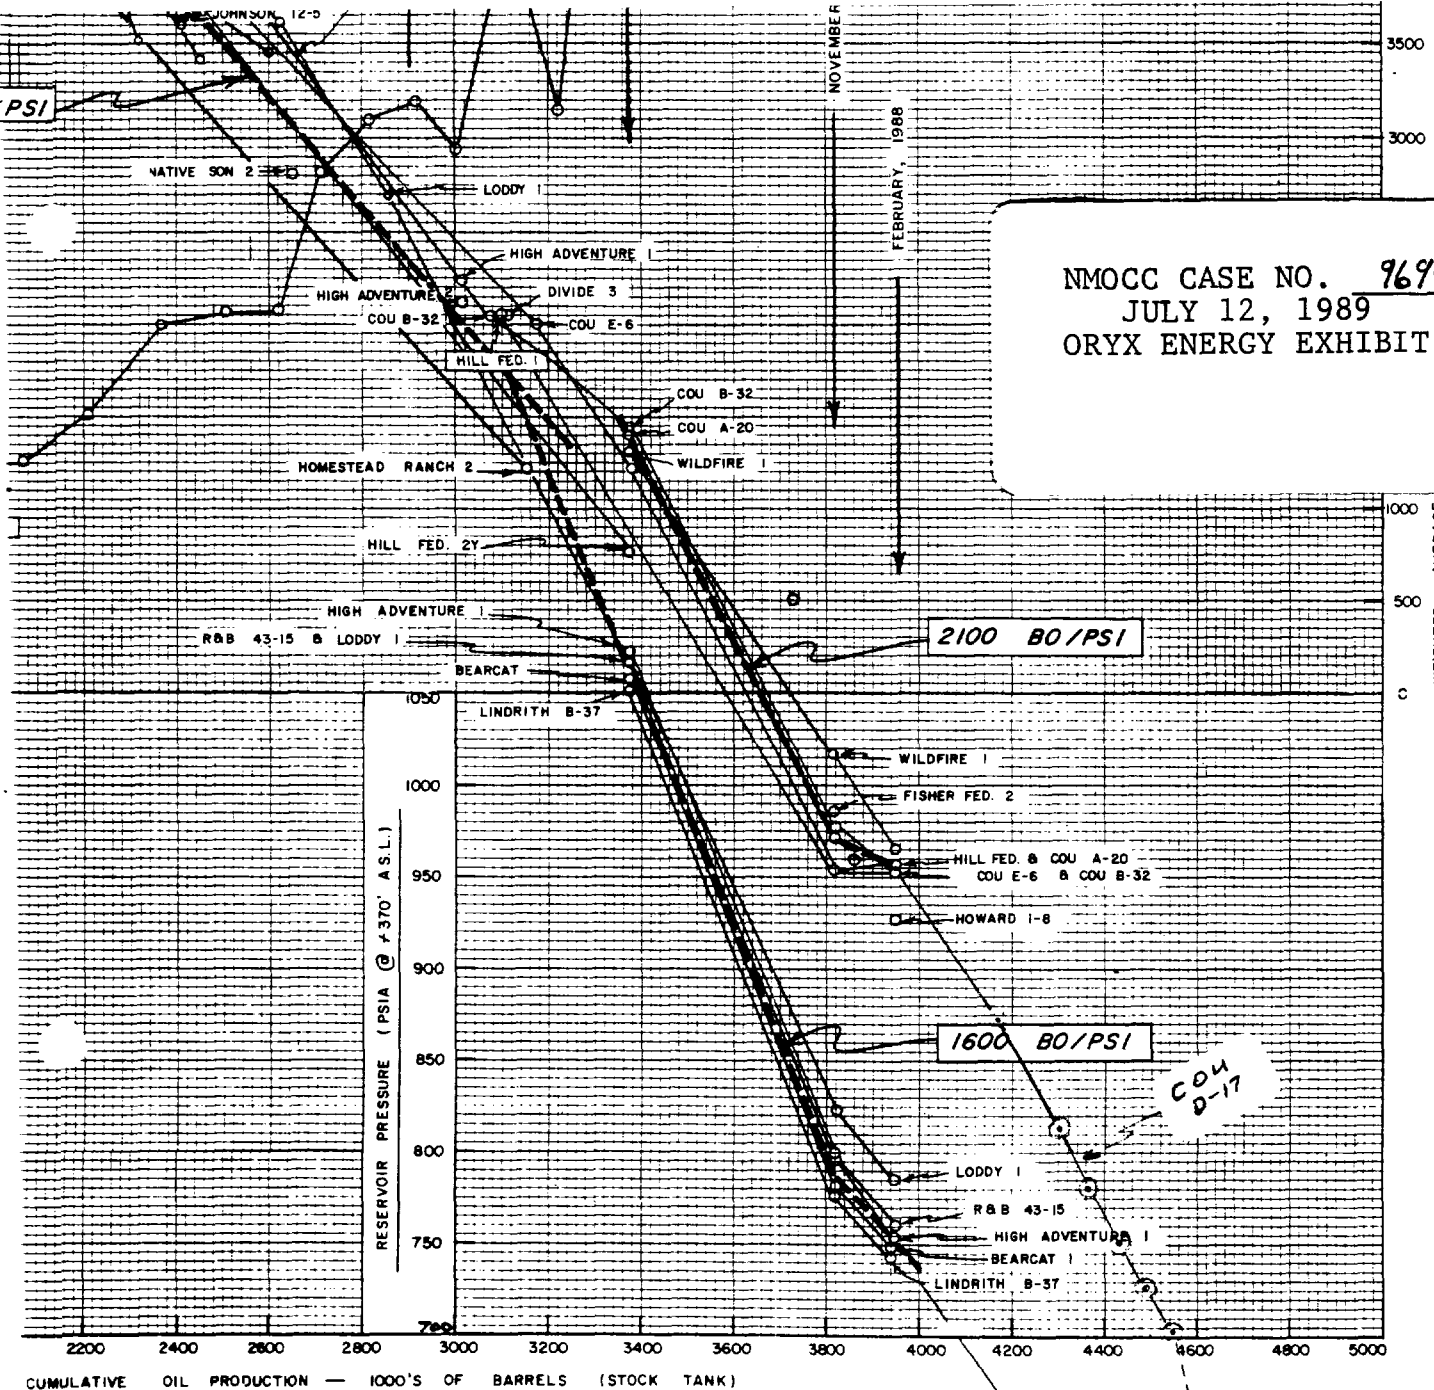 JOHNSON 12-5
NOVEMBER
3500
PSI
3000
FEBRUARY, 1988
NATIVE SON 2
LODDY 1
NMOCC CASE NO. 969
JULY 12, 1989
ORYX ENERGY EXHIBIT
HIGH ADVENTURE 1
HIGH ADVENTURE 2
DIVIDE 3
COU B-32
COU E-6
HILL FED. 1
COU B-32
COU A-20
WILDFIRE 1
HOMESTEAD RANCH 2
1000
HILL FED. 2Y
500
HIGH ADVENTURE 1
R&B 43-15 & LODDY 1
2100 BO/PSI
BEARCAT
1050
LINDRITH B-37
WILDFIRE 1
1000
FISHER FED. 2
HILL FED. & COU A-20
COU E-6 & COU B-32
950
HOWARD 1-8
RESERVOIR PRESSURE (PSIA @ +370' A.S.L.)
900
1600 BO/PSI
850
COU
D-17
800
LODDY 1
R&B 43-15
HIGH ADVENTURE 1
750
BEARCAT 1
LINDRITH B-37
700
2200 2400 2600 2800 3000 3200 3400 3600 3800 4000 4200 4400 4600 4800 5000
CUMULATIVE OIL PRODUCTION — 1000'S OF BARRELS (STOCK TANK)